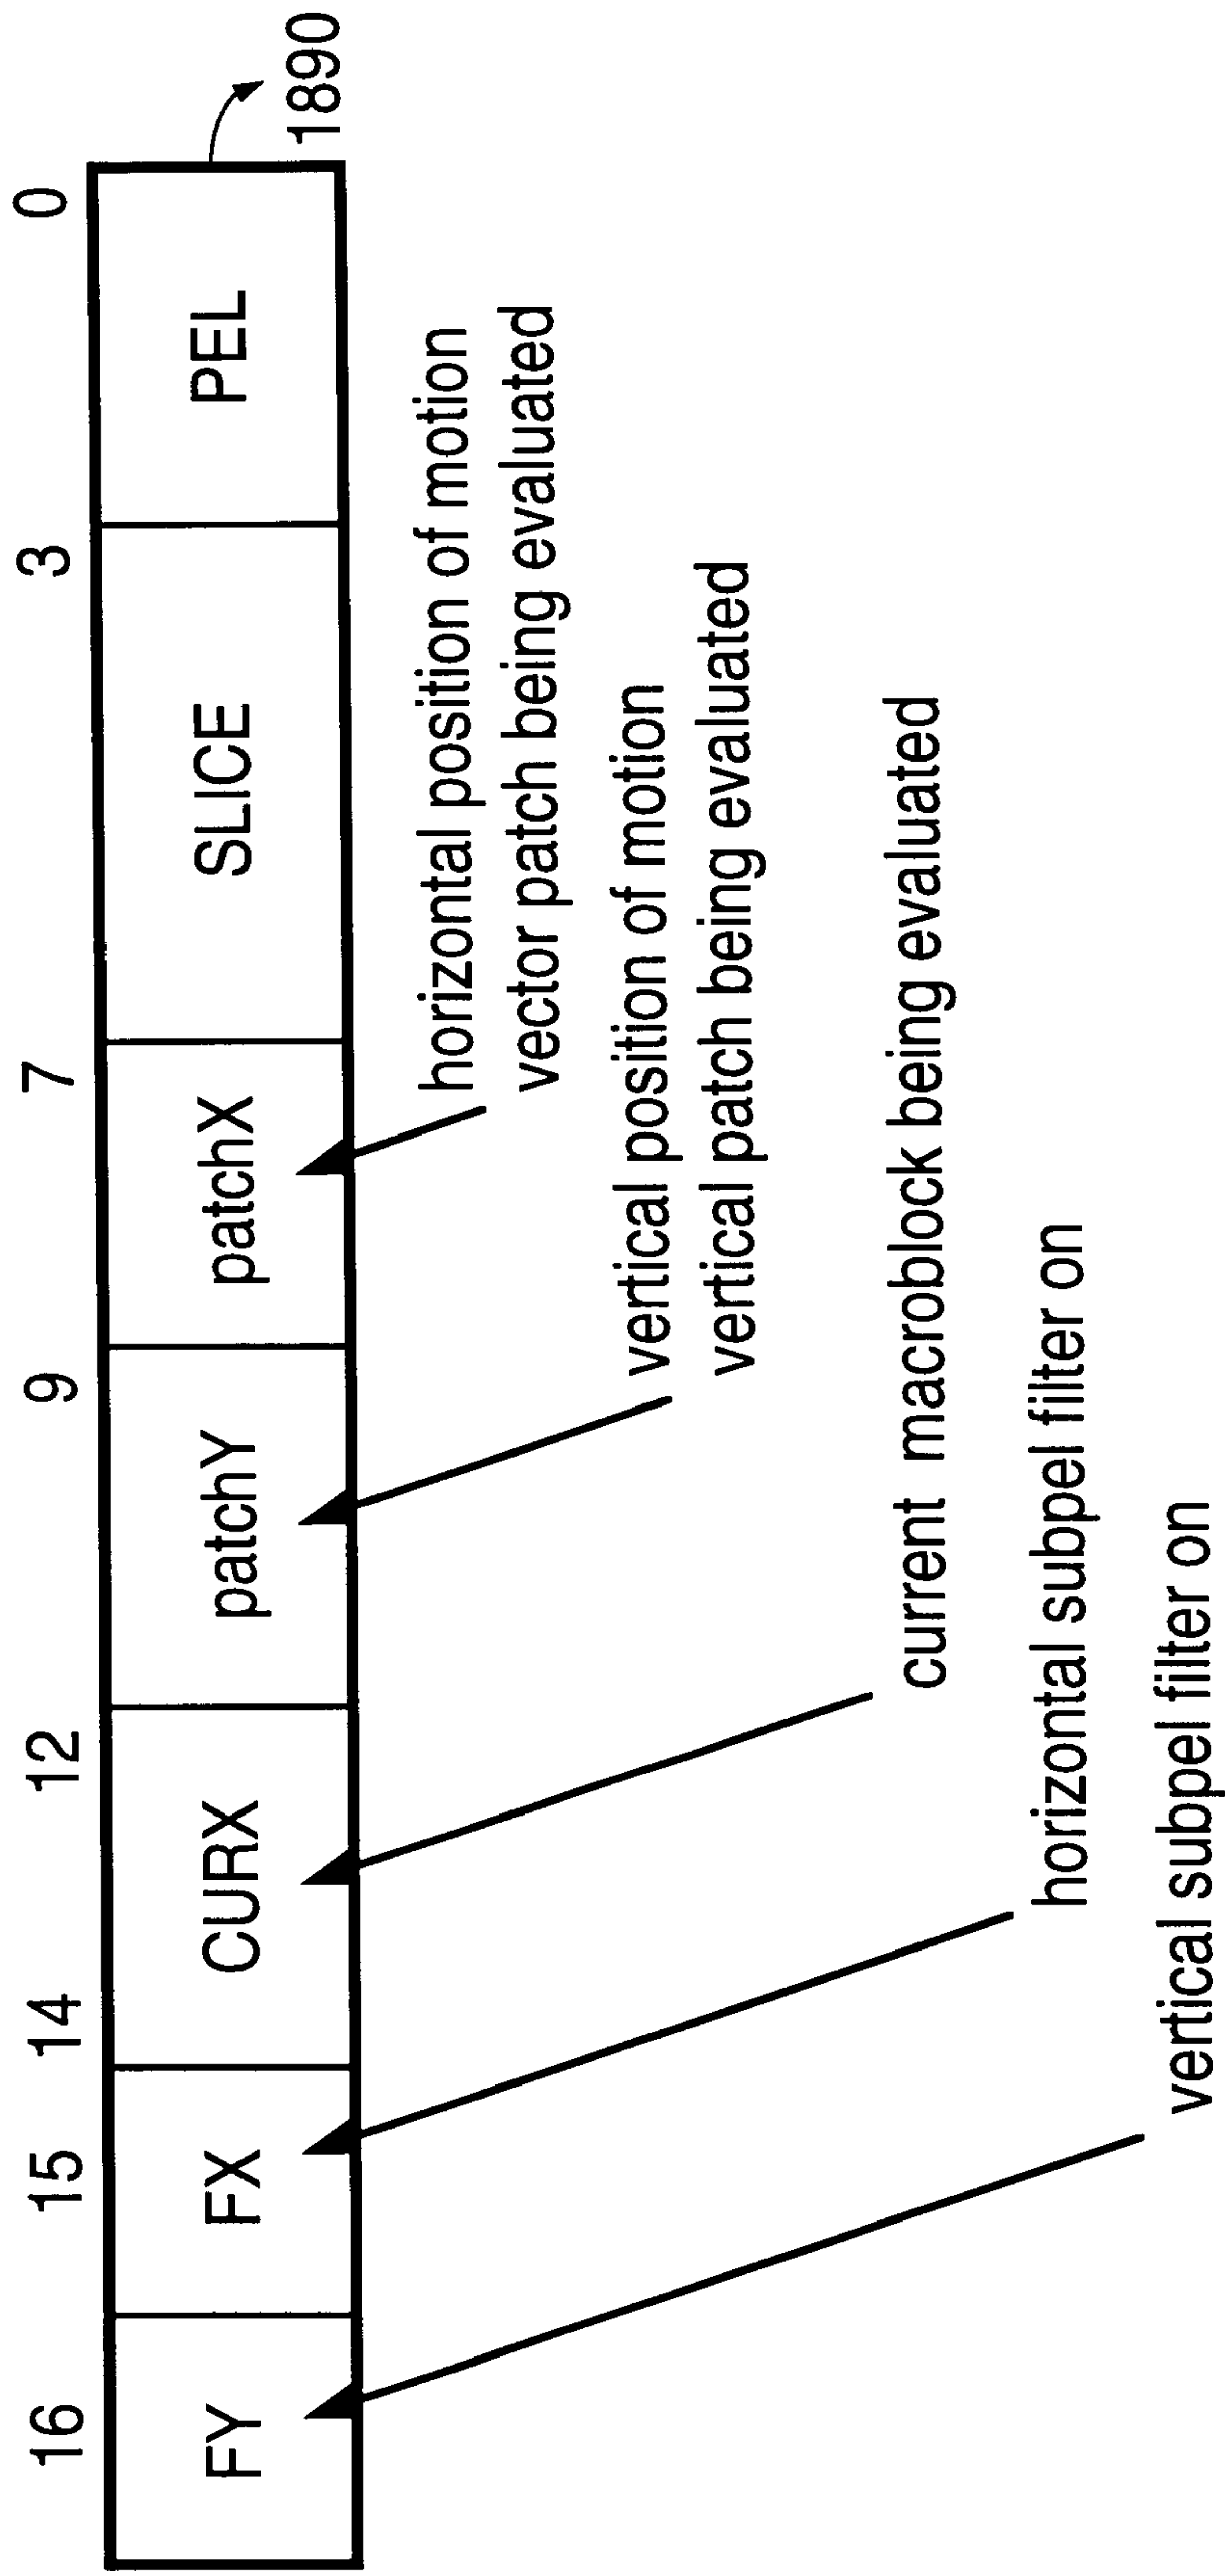 16 15 14 12 9 7 3 0
FY FX CURX patchY patchX SLICE PEL
1890
horizontal position of motion
vector patch being evaluated
vertical position of motion
vertical patch being evaluated
current macroblock being evaluated
horizontal subpel filter on
vertical subpel filter on